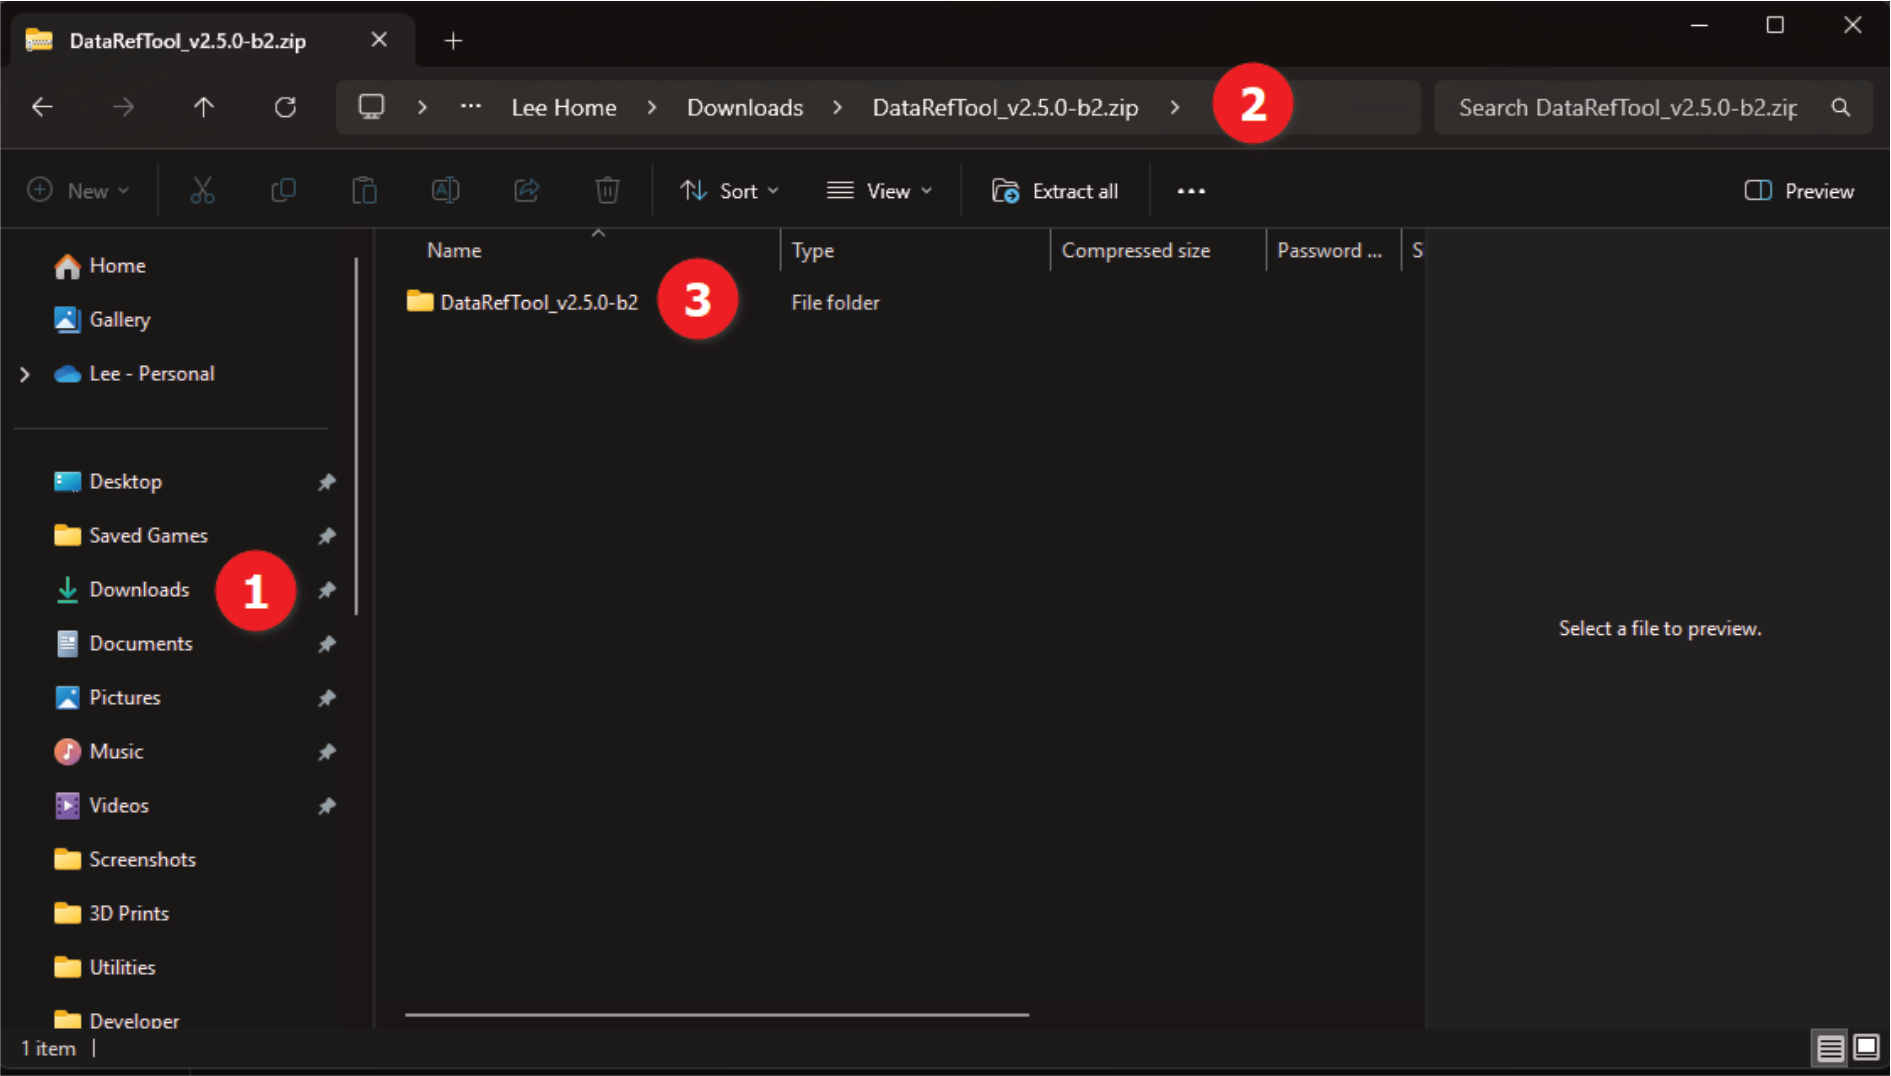 DataRefTool_v2.5.0-b2.zip
Lee Home > Downloads > DataRefTool_v2.5.0-b2.zip > 2
Search DataRefTool_v2.5.0-b2.zip
New
Sort
View
Extract all
Preview
Home
Gallery
Lee - Personal
Desktop
Saved Games
Downloads 1
Documents
Pictures
Music
Videos
Screenshots
3D Prints
Utilities
Developer
Name Type Compressed size Password ... S
DataRefTool_v2.5.0-b2 3 File folder
Select a file to preview.
1 item